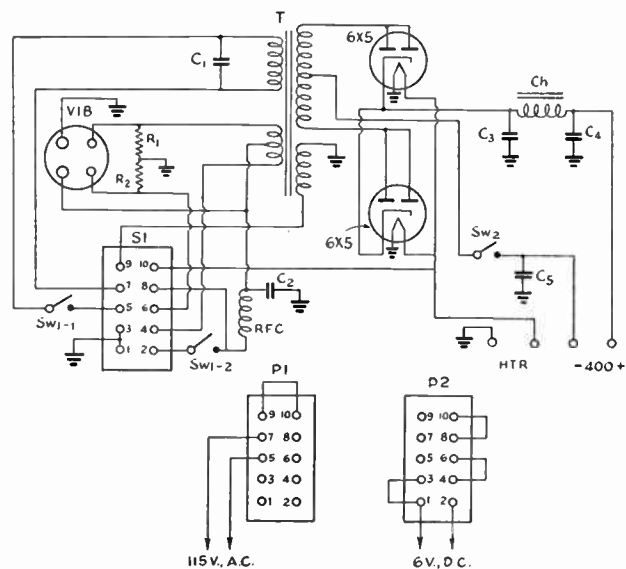 T
6X5
C1
VIB
Ch
R1
C3
C4
R2
S1
6X5
Sw2
9 10
7 8
C2
C5
5 6
Sw1-1
3 4
RFC
1 2
Sw1-2
HTR
-400+
P1
P2
9 10
7 8
5 6
3 4
1 2
9 10
7 8
5 6
3 4
1 2
115V., A.C.
6V., D.C.